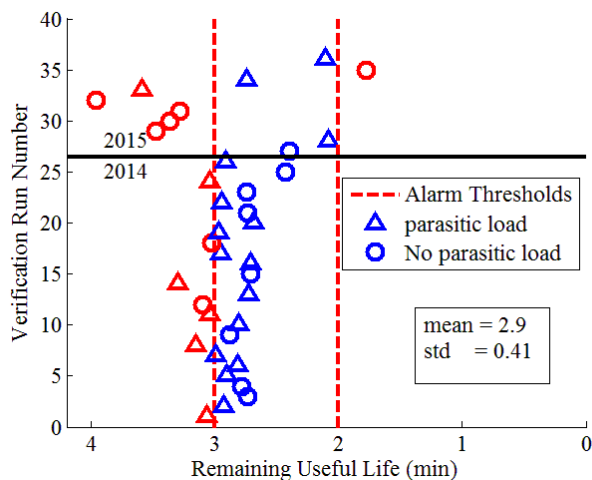 40
35
30
25
20
15
10
5
0
Verification Run Number
2015
2014
Alarm Thresholds
parasitic load
No parasitic load
mean = 2.9
std = 0.41
4 3 2 1 0
Remaining Useful Life (min)